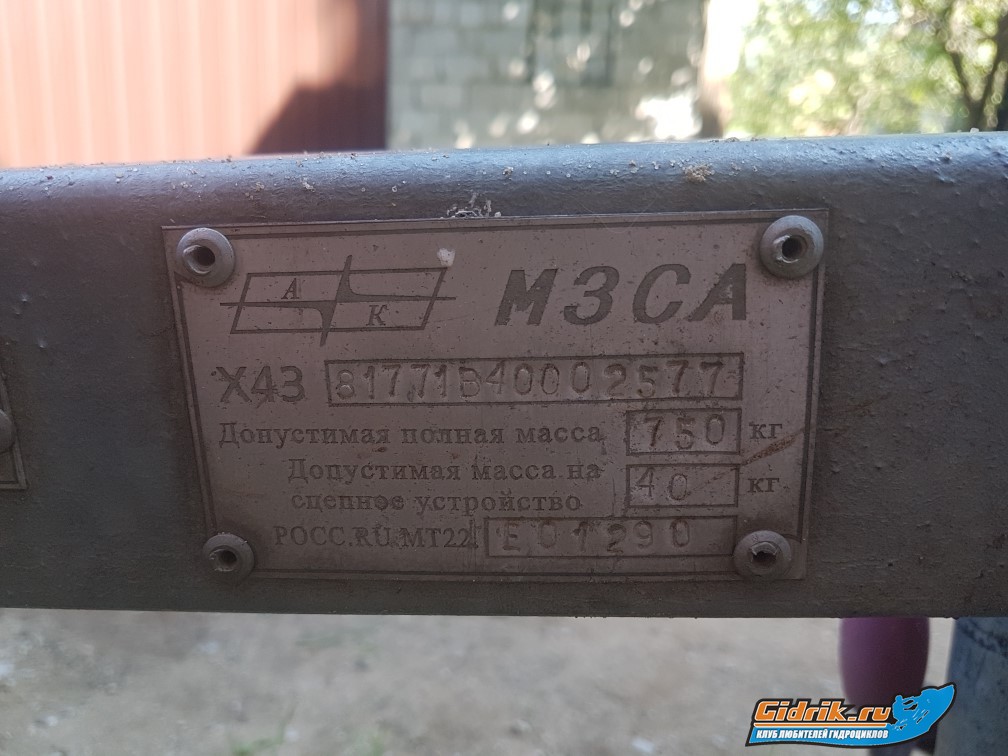 А
К
МЗСА
Х43 81771B40002577
Допустимая полная масса 750 кг
Допустимая масса на
сцепное устройство 40 кг
РОСС.RU.МТ22. Е01290
Gidrik.ru
КЛУБ ЛЮБИТЕЛЕЙ ГИДРОЦИКЛОВ